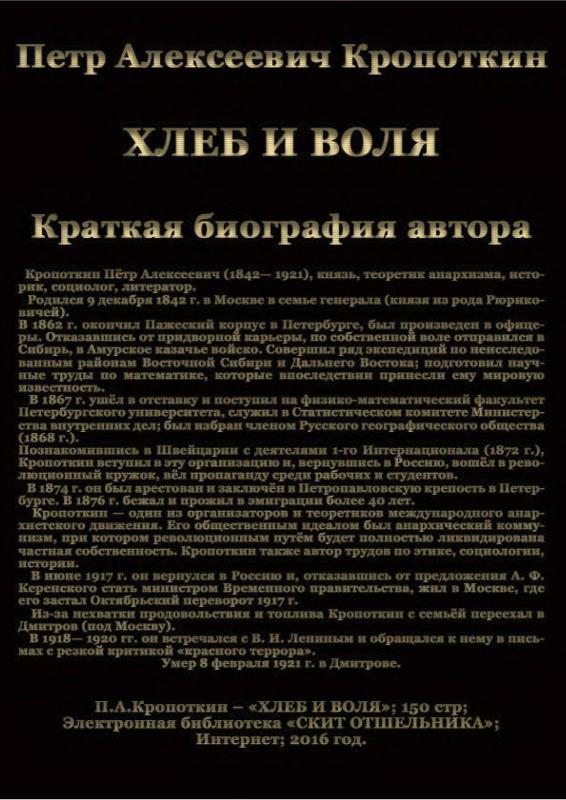 Петр Алексеевич Кропоткин
ХЛЕБ И ВОЛЯ
Краткая биография автора
Кропоткин Пётр Алексеевич (1842— 1921), князь, теоретик анархизма, исто-
рик, социолог, литератор.
Родился 9 декабря 1842 г. в Москве в семье генерала (князя из рода Рюрико-
вичей).
В 1862 г. окончил Пажеский корпус в Петербурге, был произведен в офице-
ры. Отказавшись от придворной карьеры, по собственной воле отправился в
Сибирь, в Амурское казачье войско. Совершил ряд экспедиций по неисследо-
ванным районам Восточной Сибири и Дальнего Востока; подготовил науч-
ные труды по математике, которые впоследствии принесли ему мировую
известность.
В 1867 г. ушёл в отставку и поступил на физико-математический факультет
Петербургского университета, служил в Статистическом комитете Министер-
ства внутренних дел; был избран членом Русского географического общества
(1868 г.).
Познакомившись в Швейцарии с деятелями 1-го Интернационала (1872 г.),
Кропоткин вступил в эту организацию и, вернувшись в Россию, вошёл в рево-
люционный кружок, вёл пропаганду среди рабочих и студентов.
В 1874 г. он был арестован и заключён в Петропавловскую крепость в Петер-
бурге. В 1876 г. бежал и прожил в эмиграции более 40 лет.
Кропоткин — один из организаторов и теоретиков международного анар-
хистского движения. Его общественным идеалом был анархический комму-
низм, при котором революционным путём будет полностью ликвидирована
частная собственность. Кропоткин также автор трудов по этике, социологии,
истории.
В июне 1917 г. он вернулся в Россию и, отказавшись от предложения А. Ф.
Керенского стать министром Временного правительства, жил в Москве, где
его застал Октябрьский переворот 1917 г.
Из-за нехватки продовольствия и топлива Кропоткин с семьёй переехал в
Дмитров (под Москву).
В 1918— 1920 гг. он встречался с В. И. Лениным и обращался к нему в пись-
мах с резкой критикой «красного террора».
Умер 8 февраля 1921 г. в Дмитрове.
П.А.Кропоткин – «ХЛЕБ И ВОЛЯ»; 150 стр;
Электронная библиотека «СКИТ ОТШЕЛЬНИКА»;
Интернет; 2016 год.